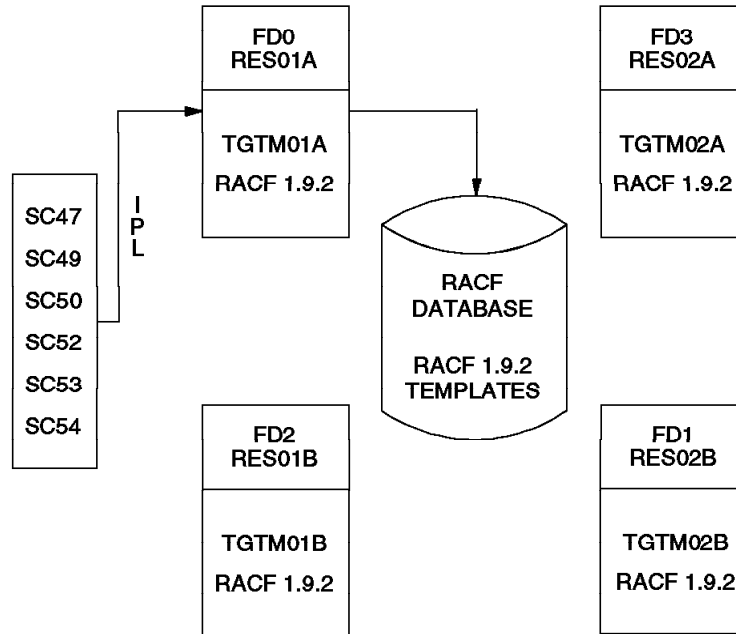 FD0
RES01A
TGTM01A
RACF 1.9.2
FD3
RES02A
TGTM02A
RACF 1.9.2
SC47
SC49
SC50
SC52
SC53
SC54
IPL
RACF
DATABASE
RACF 1.9.2
TEMPLATES
FD2
RES01B
TGTM01B
RACF 1.9.2
FD1
RES02B
TGTM02B
RACF 1.9.2